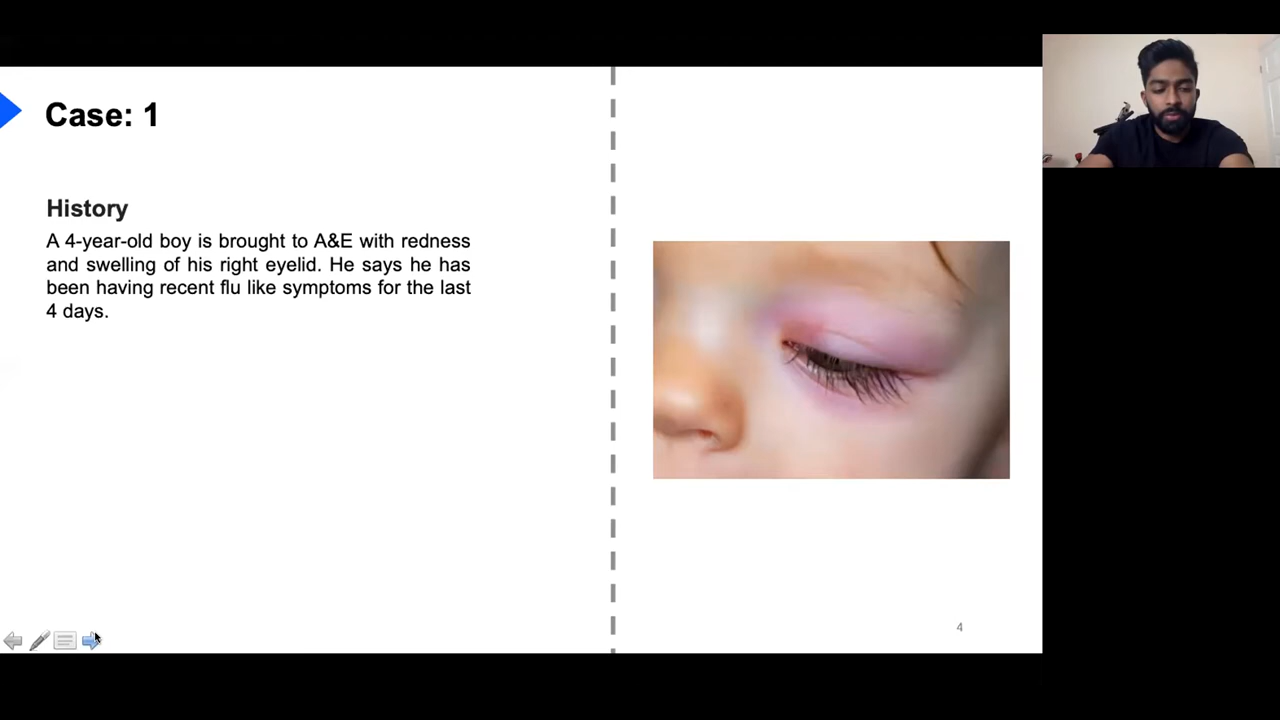 Case: 1
History
A 4-year-old boy is brought to A&E with redness
and swelling of his right eyelid. He says he has
been having recent flu like symptoms for the last
4 days.
4